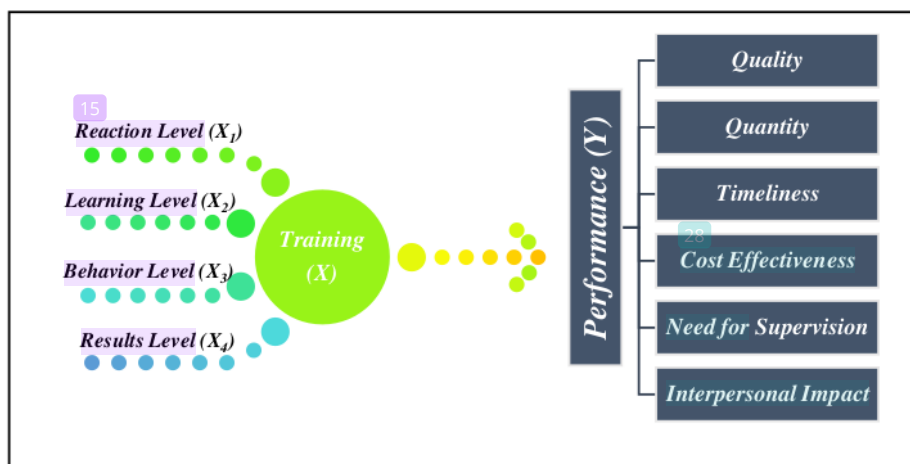 15
Reaction Level (X1)
Learning Level (X2)
Behavior Level (X3)
Results Level (X4)
Training
(X)
Performance (Y)
Quality
Quantity
Timeliness
28
Cost Effectiveness
Need for Supervision
Interpersonal Impact